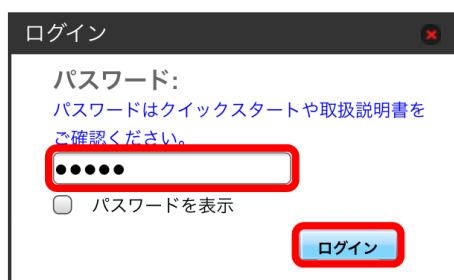 ログイン
パスワード:
パスワードはクイックスタートや取扱説明書を
ご確認ください。
●●●●●
パスワードを表示
ログイン